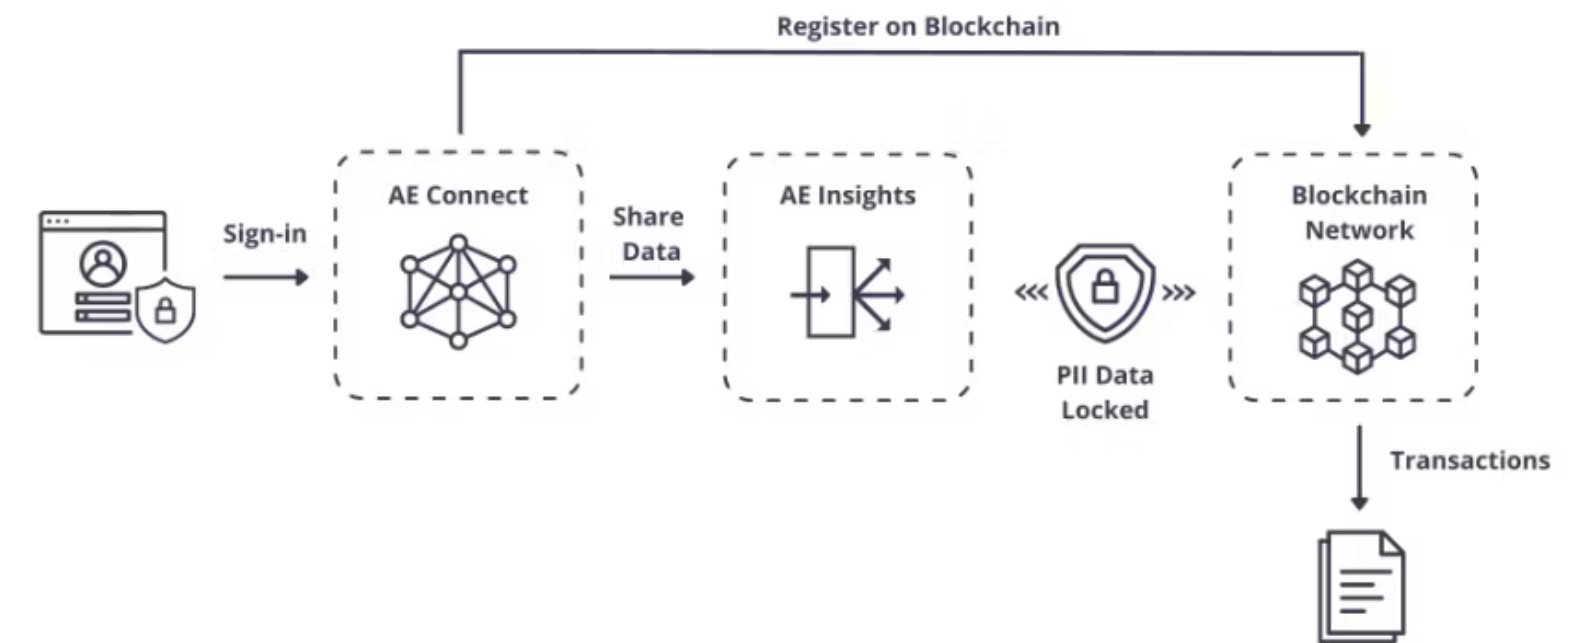 Register on Blockchain
Sign-in
AE Connect
Share
Data
AE Insights
PII Data
Locked
Blockchain
Network
Transactions